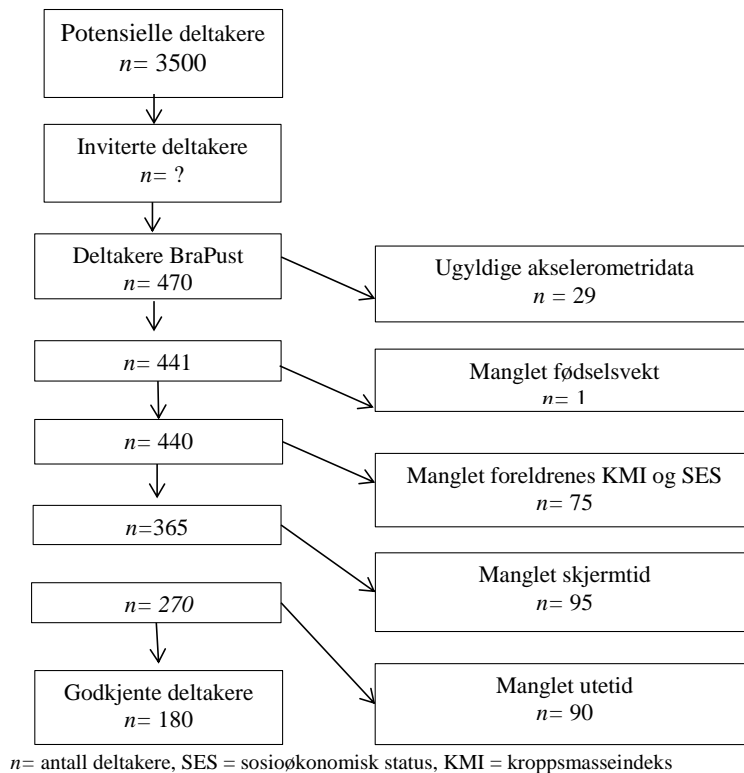 Potensielle deltakere
n= 3500
Inviterte deltakere
n= ?
Deltakere BraPust
n= 470
Ugyldige akselerometridata
n = 29
n= 441
Manglet fødselsvekt
n= 1
n= 440
Manglet foreldrenes KMI og SES
n= 75
n=365
Manglet skjermtid
n= 95
n= 270
Godkjente deltakere
n= 180
Manglet utetid
n= 90
n= antall deltakere, SES = sosioøkonomisk status, KMI = kroppsmasseindeks